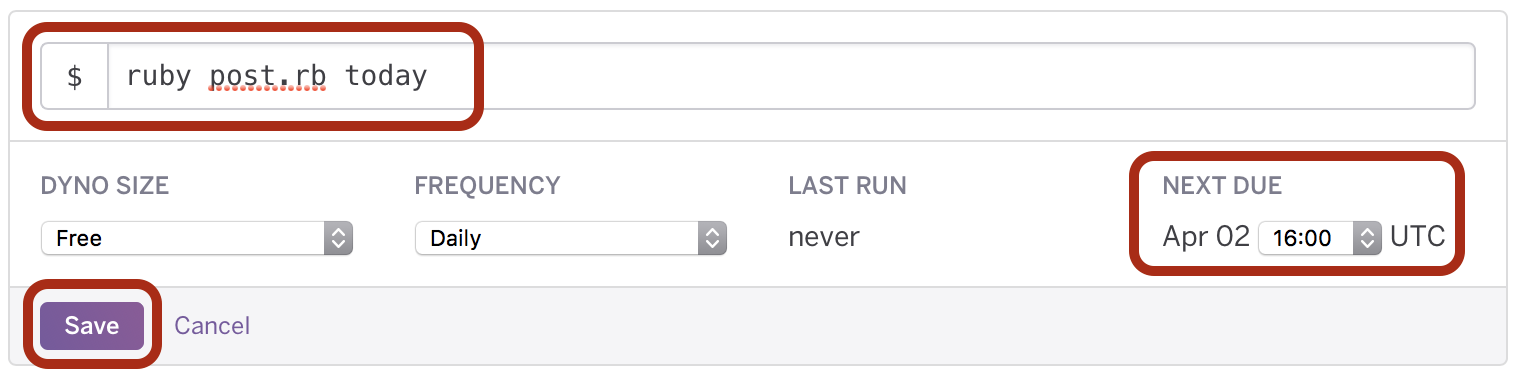 $ ruby post.rb today
DYNO SIZE FREQUENCY LAST RUN NEXT DUE
Free Daily never Apr 02 16:00 UTC
Save Cancel